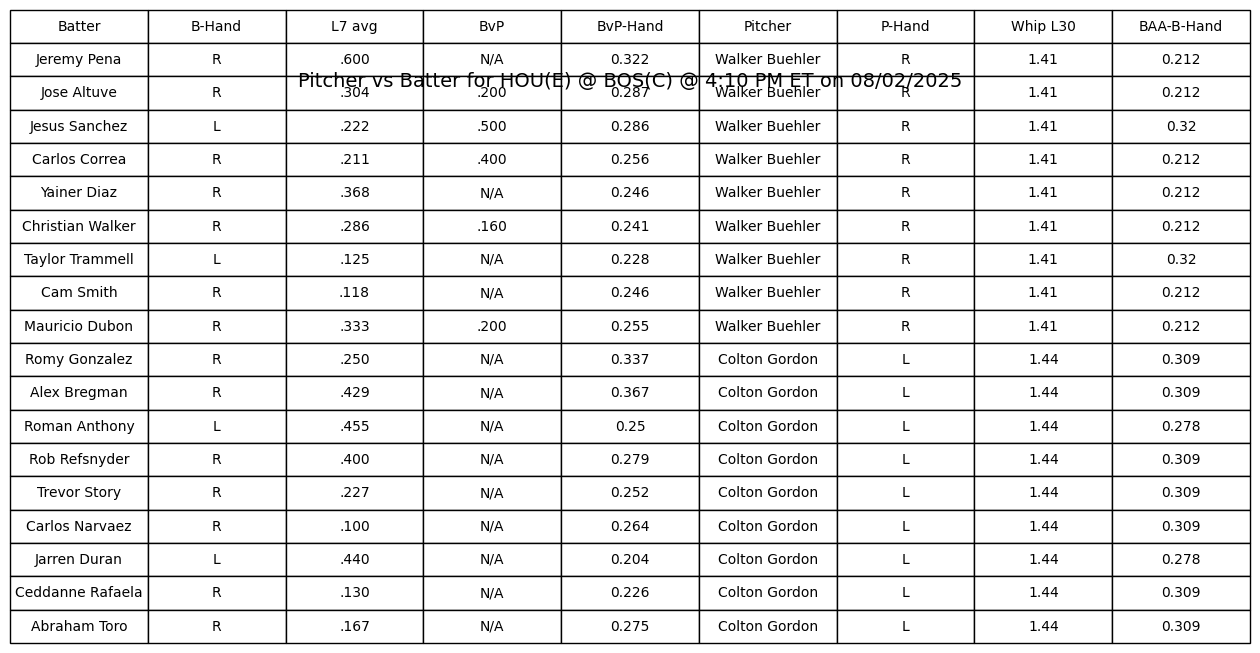 Batter B-Hand L7 avg BvP BvP-Hand Pitcher P-Hand Whip L30 BAA-B-Hand
Jeremy Pena R .600 N/A 0.322 Walker Buehler R 1.41 0.212
Pitcher vs Batter for HOU(E) @ BOS(C) @ 4:10 PM ET on 08/02/2025
Jose Altuve R .304 .200 0.287 Walker Buehler R 1.41 0.212
Jesus Sanchez L .222 .500 0.286 Walker Buehler R 1.41 0.32
Carlos Correa R .211 .400 0.256 Walker Buehler R 1.41 0.212
Yainer Diaz R .368 N/A 0.246 Walker Buehler R 1.41 0.212
Christian Walker R .286 .160 0.241 Walker Buehler R 1.41 0.212
Taylor Trammell L .125 N/A 0.228 Walker Buehler R 1.41 0.32
Cam Smith R .118 N/A 0.246 Walker Buehler R 1.41 0.212
Mauricio Dubon R .333 .200 0.255 Walker Buehler R 1.41 0.212
Romy Gonzalez R .250 N/A 0.337 Colton Gordon L 1.44 0.309
Alex Bregman R .429 N/A 0.367 Colton Gordon L 1.44 0.309
Roman Anthony L .455 N/A 0.25 Colton Gordon L 1.44 0.278
Rob Refsnyder R .400 N/A 0.279 Colton Gordon L 1.44 0.309
Trevor Story R .227 N/A 0.252 Colton Gordon L 1.44 0.309
Carlos Narvaez R .100 N/A 0.264 Colton Gordon L 1.44 0.309
Jarren Duran L .440 N/A 0.204 Colton Gordon L 1.44 0.278
Ceddanne Rafaela R .130 N/A 0.226 Colton Gordon L 1.44 0.309
Abraham Toro R .167 N/A 0.275 Colton Gordon L 1.44 0.309